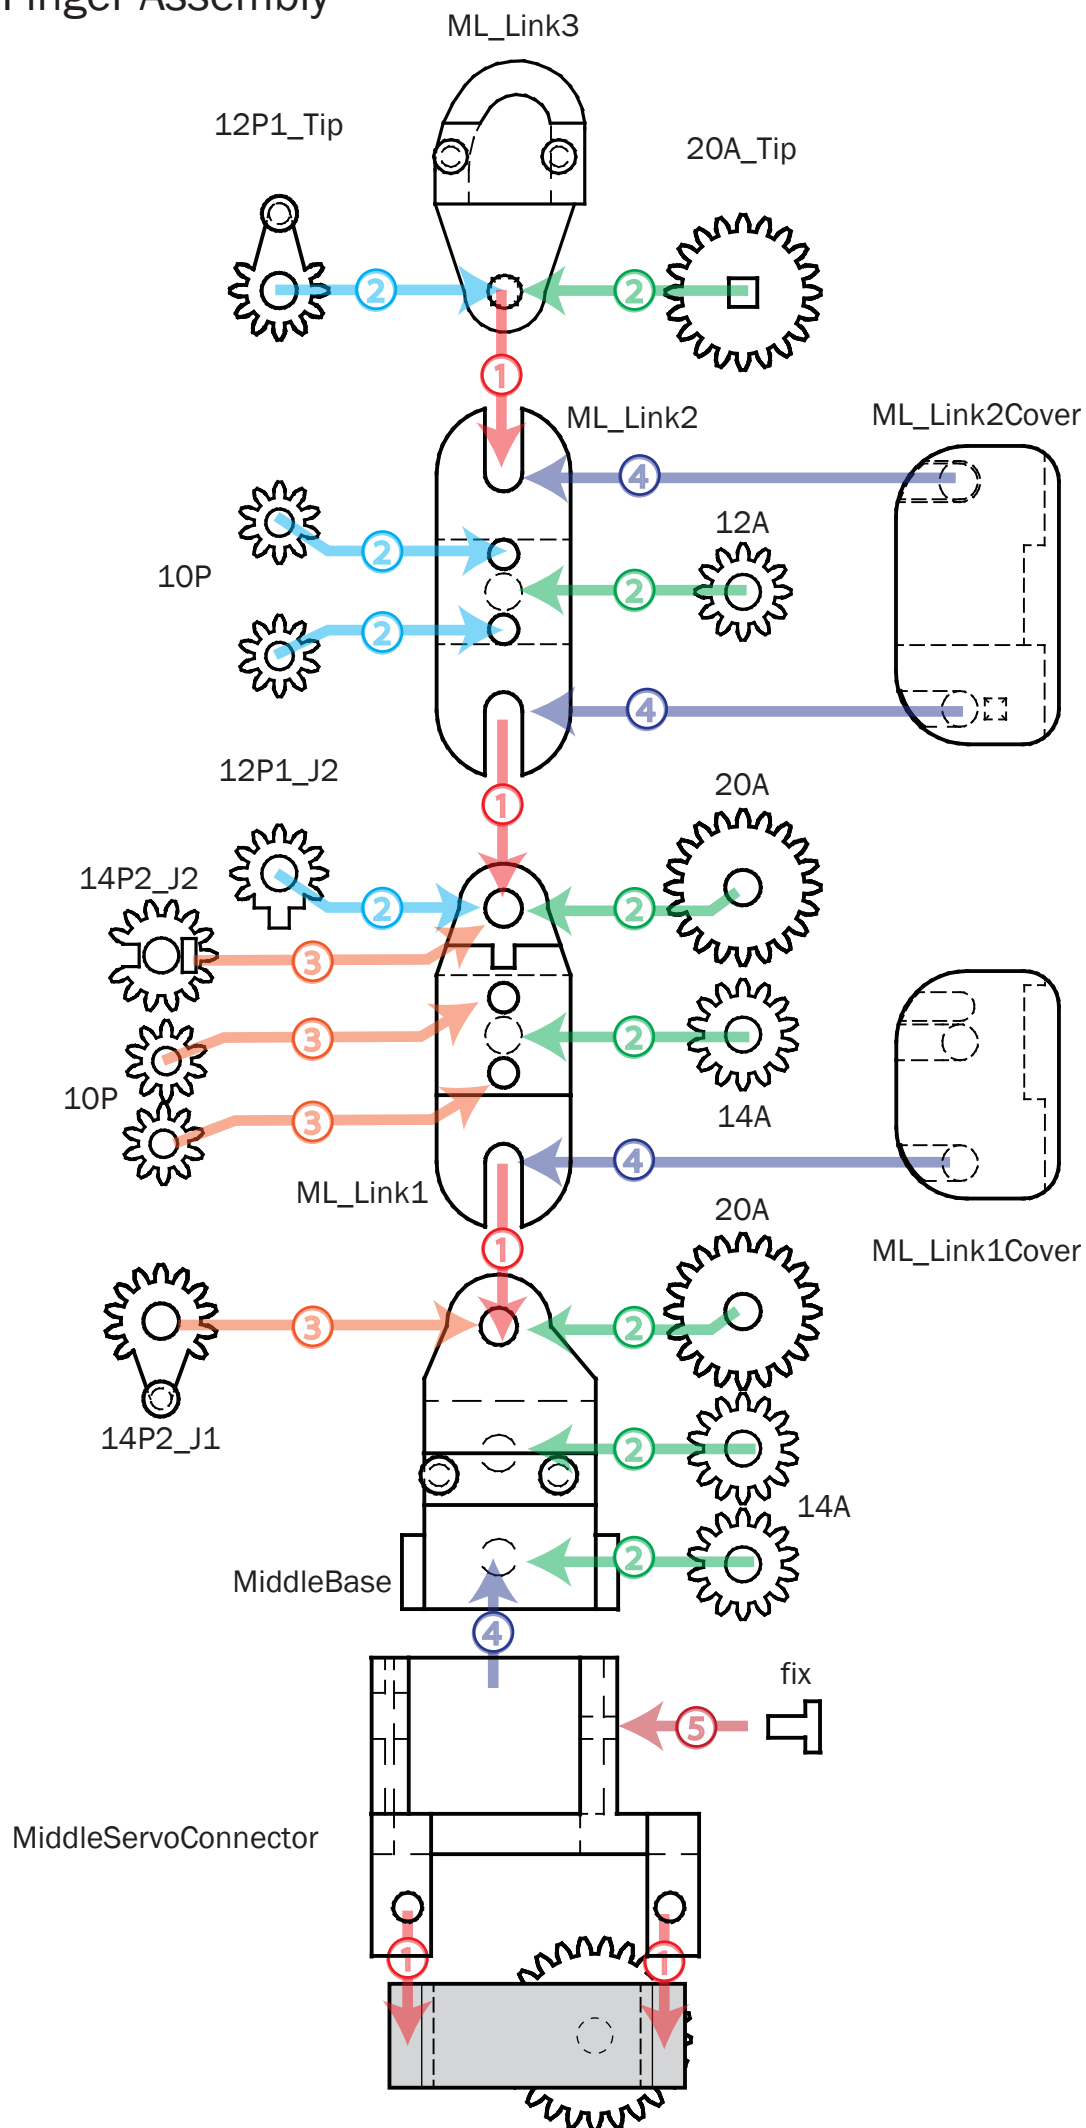 Finger Assembly
ML_Link3
12P1_Tip
20A_Tip
2
2
1
ML_Link2
ML_Link2Cover
4
12A
2
10P
2
2
4
12P1_J2
20A
1
14P2_J2
2
2
3
3
2
10P
14A
3
4
ML_Link1
20A
1
ML_Link1Cover
3
2
14P2_J1
2
14A
2
MiddleBase
4
fix
5
MiddleServoConnector
1
1